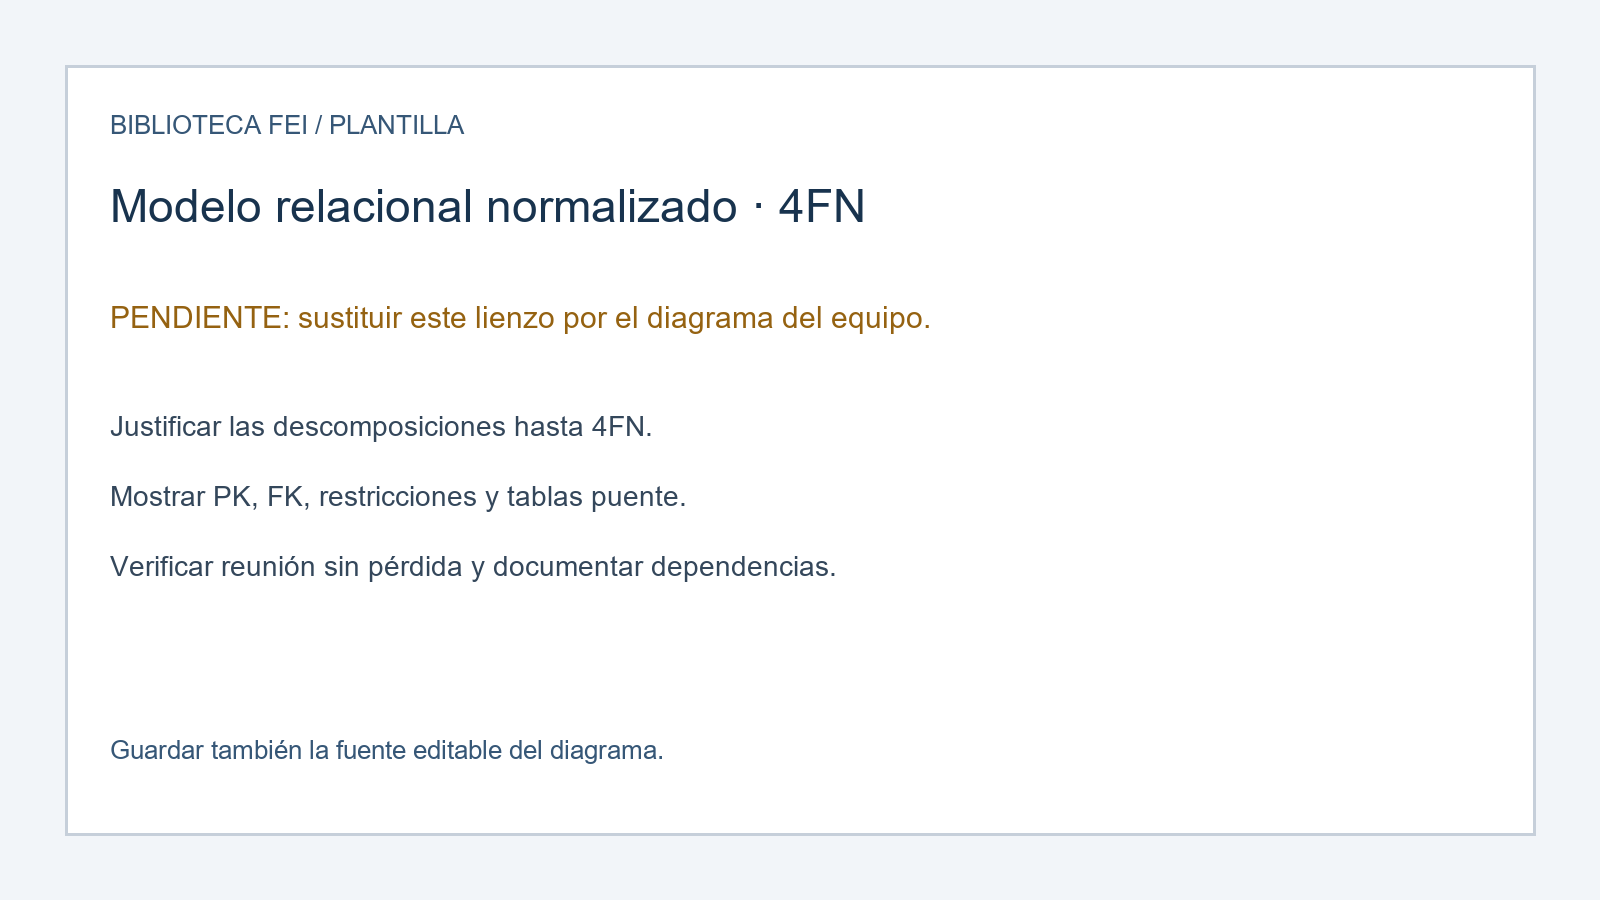 BIBLIOTECA FEI / PLANTILLA
Modelo relacional normalizado · 4FN
PENDIENTE: sustituir este lienzo por el diagrama del equipo.
Justificar las descomposiciones hasta 4FN.
Mostrar PK, FK, restricciones y tablas puente.
Verificar reunión sin pérdida y documentar dependencias.
Guardar también la fuente editable del diagrama.